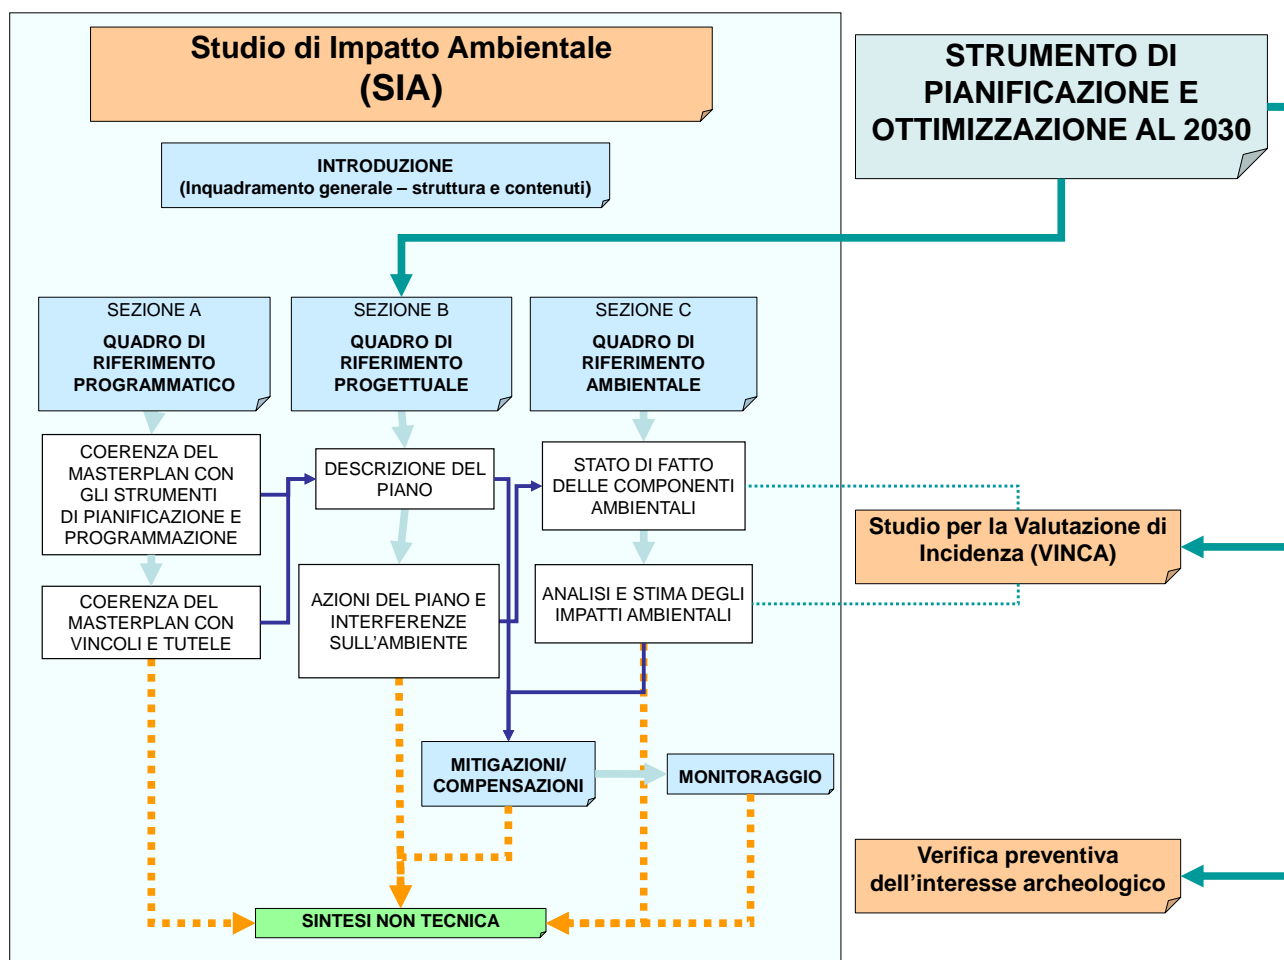 Studio di Impatto Ambientale
(SIA)
STRUMENTO DI
PIANIFICAZIONE E
OTTIMIZZAZIONE AL 2030
INTRODUZIONE
(Inquadramento generale – struttura e contenuti)
SEZIONE A
QUADRO DI
RIFERIMENTO
PROGRAMMATICO
SEZIONE B
QUADRO DI
RIFERIMENTO
PROGETTUALE
SEZIONE C
QUADRO DI
RIFERIMENTO
AMBIENTALE
COERENZA DEL
MASTERPLAN CON
GLI STRUMENTI
DI PIANIFICAZIONE E
PROGRAMMAZIONE
DESCRIZIONE DEL
PIANO
STATO DI FATTO
DELLE COMPONENTI
AMBIENTALI
Studio per la Valutazione di
Incidenza (VINCA)
COERENZA DEL
MASTERPLAN CON
VINCOLI E TUTELE
AZIONI DEL PIANO E
INTERFERENZE
SULL’AMBIENTE
ANALISI E STIMA DEGLI
IMPATTI AMBIENTALI
MITIGAZIONI/
COMPENSAZIONI
MONITORAGGIO
Verifica preventiva
dell’interesse archeologico
SINTESI NON TECNICA